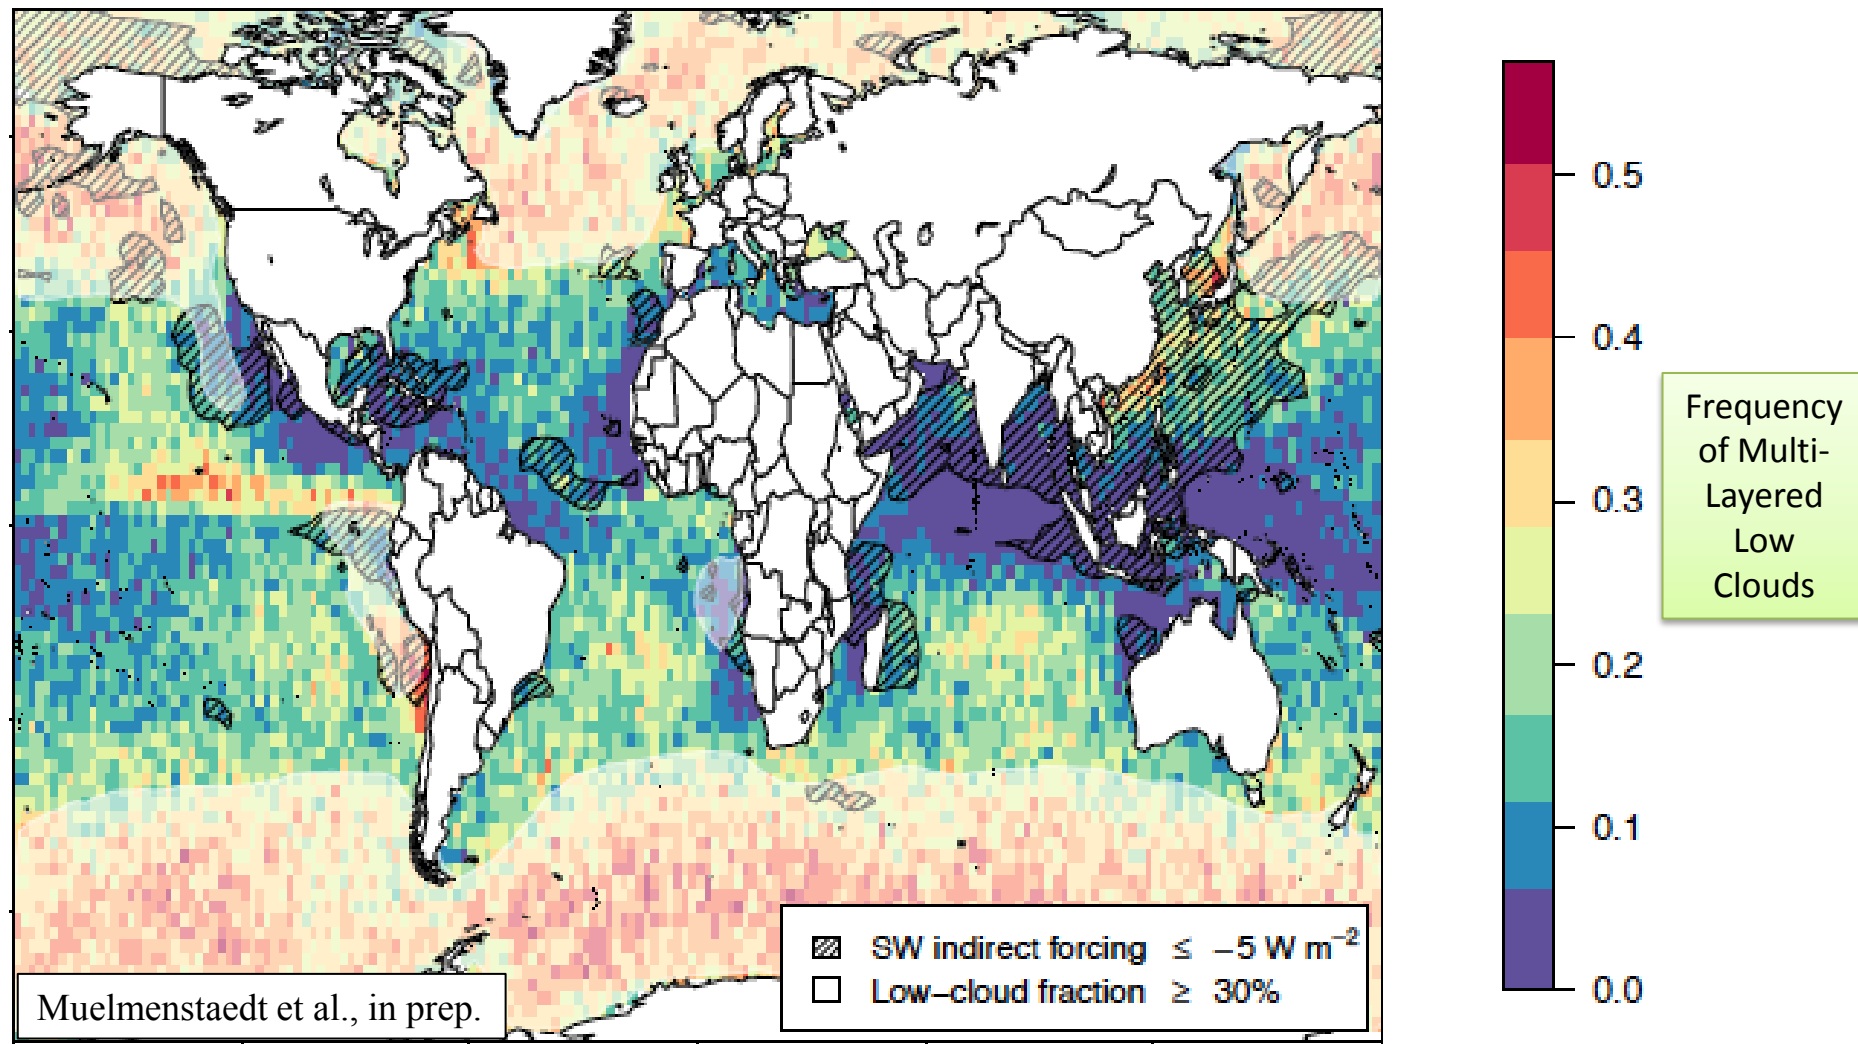 0.5
0.4
0.3
0.2
0.1
0.0
Frequency
of Multi-
Layered
Low
Clouds
SW indirect forcing ≤ −5 W m⁻²
Low−cloud fraction ≥ 30%
Muelmenstaedt et al., in prep.